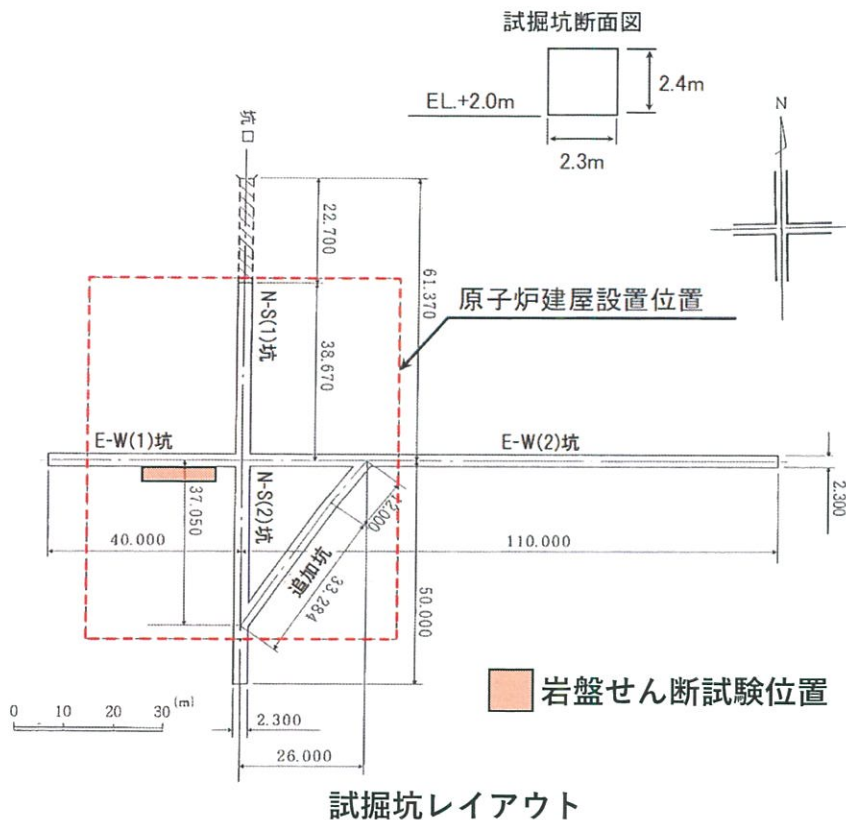 試掘坑断面図
EL.+2.0m
2.4m
2.3m
N
坑口
22.700
61.370
N-S(1)坑
38.670
原子炉建屋設置位置
E-W(1)坑
E-W(2)坑
N-S(2)坑
37.050
12.000
2.300
40.000
110.000
追加坑
33.284
50.000
岩盤せん断試験位置
0 10 20 30 (m)
2.300
26.000
試掘坑レイアウト